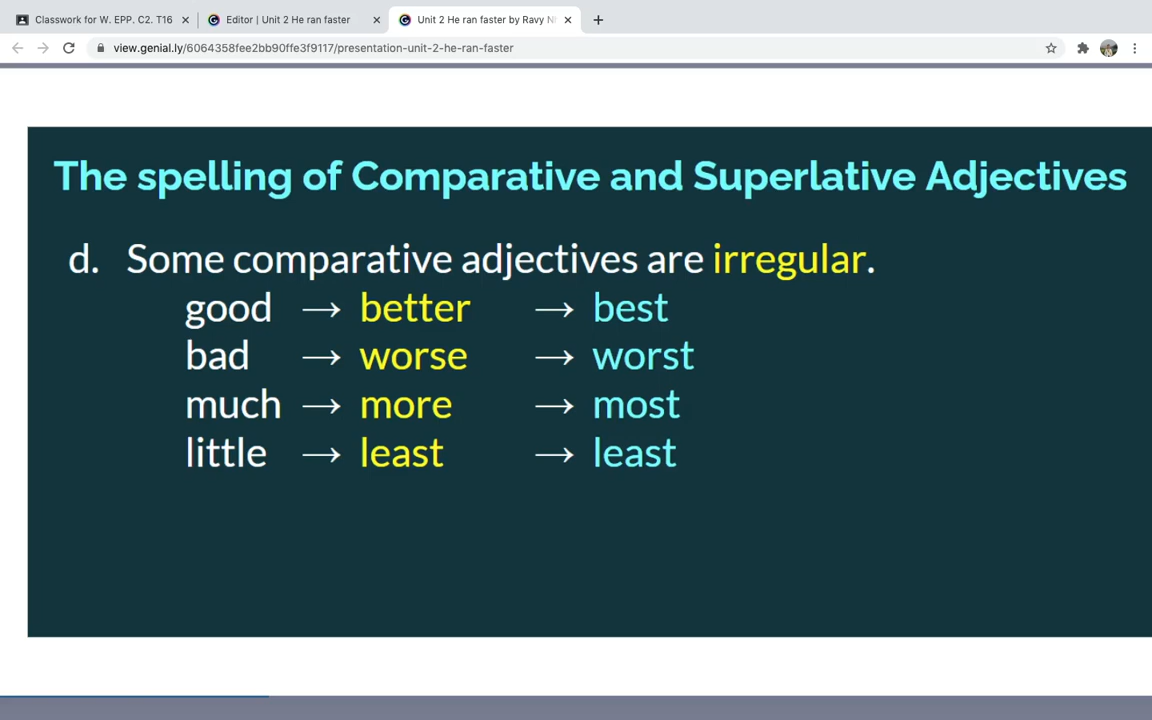 Classwork for W. EPP. C2. T16
Editor | Unit 2 He ran faster
Unit 2 He ran faster by Ravy
view.genial.ly/6064358fee2bb90ffe3f9117/presentation-unit-2-he-ran-faster
The spelling of Comparative and Superlative Adjectives
d. Some comparative adjectives are irregular.
good → better → best
bad → worse → worst
much → more → most
little → least → least